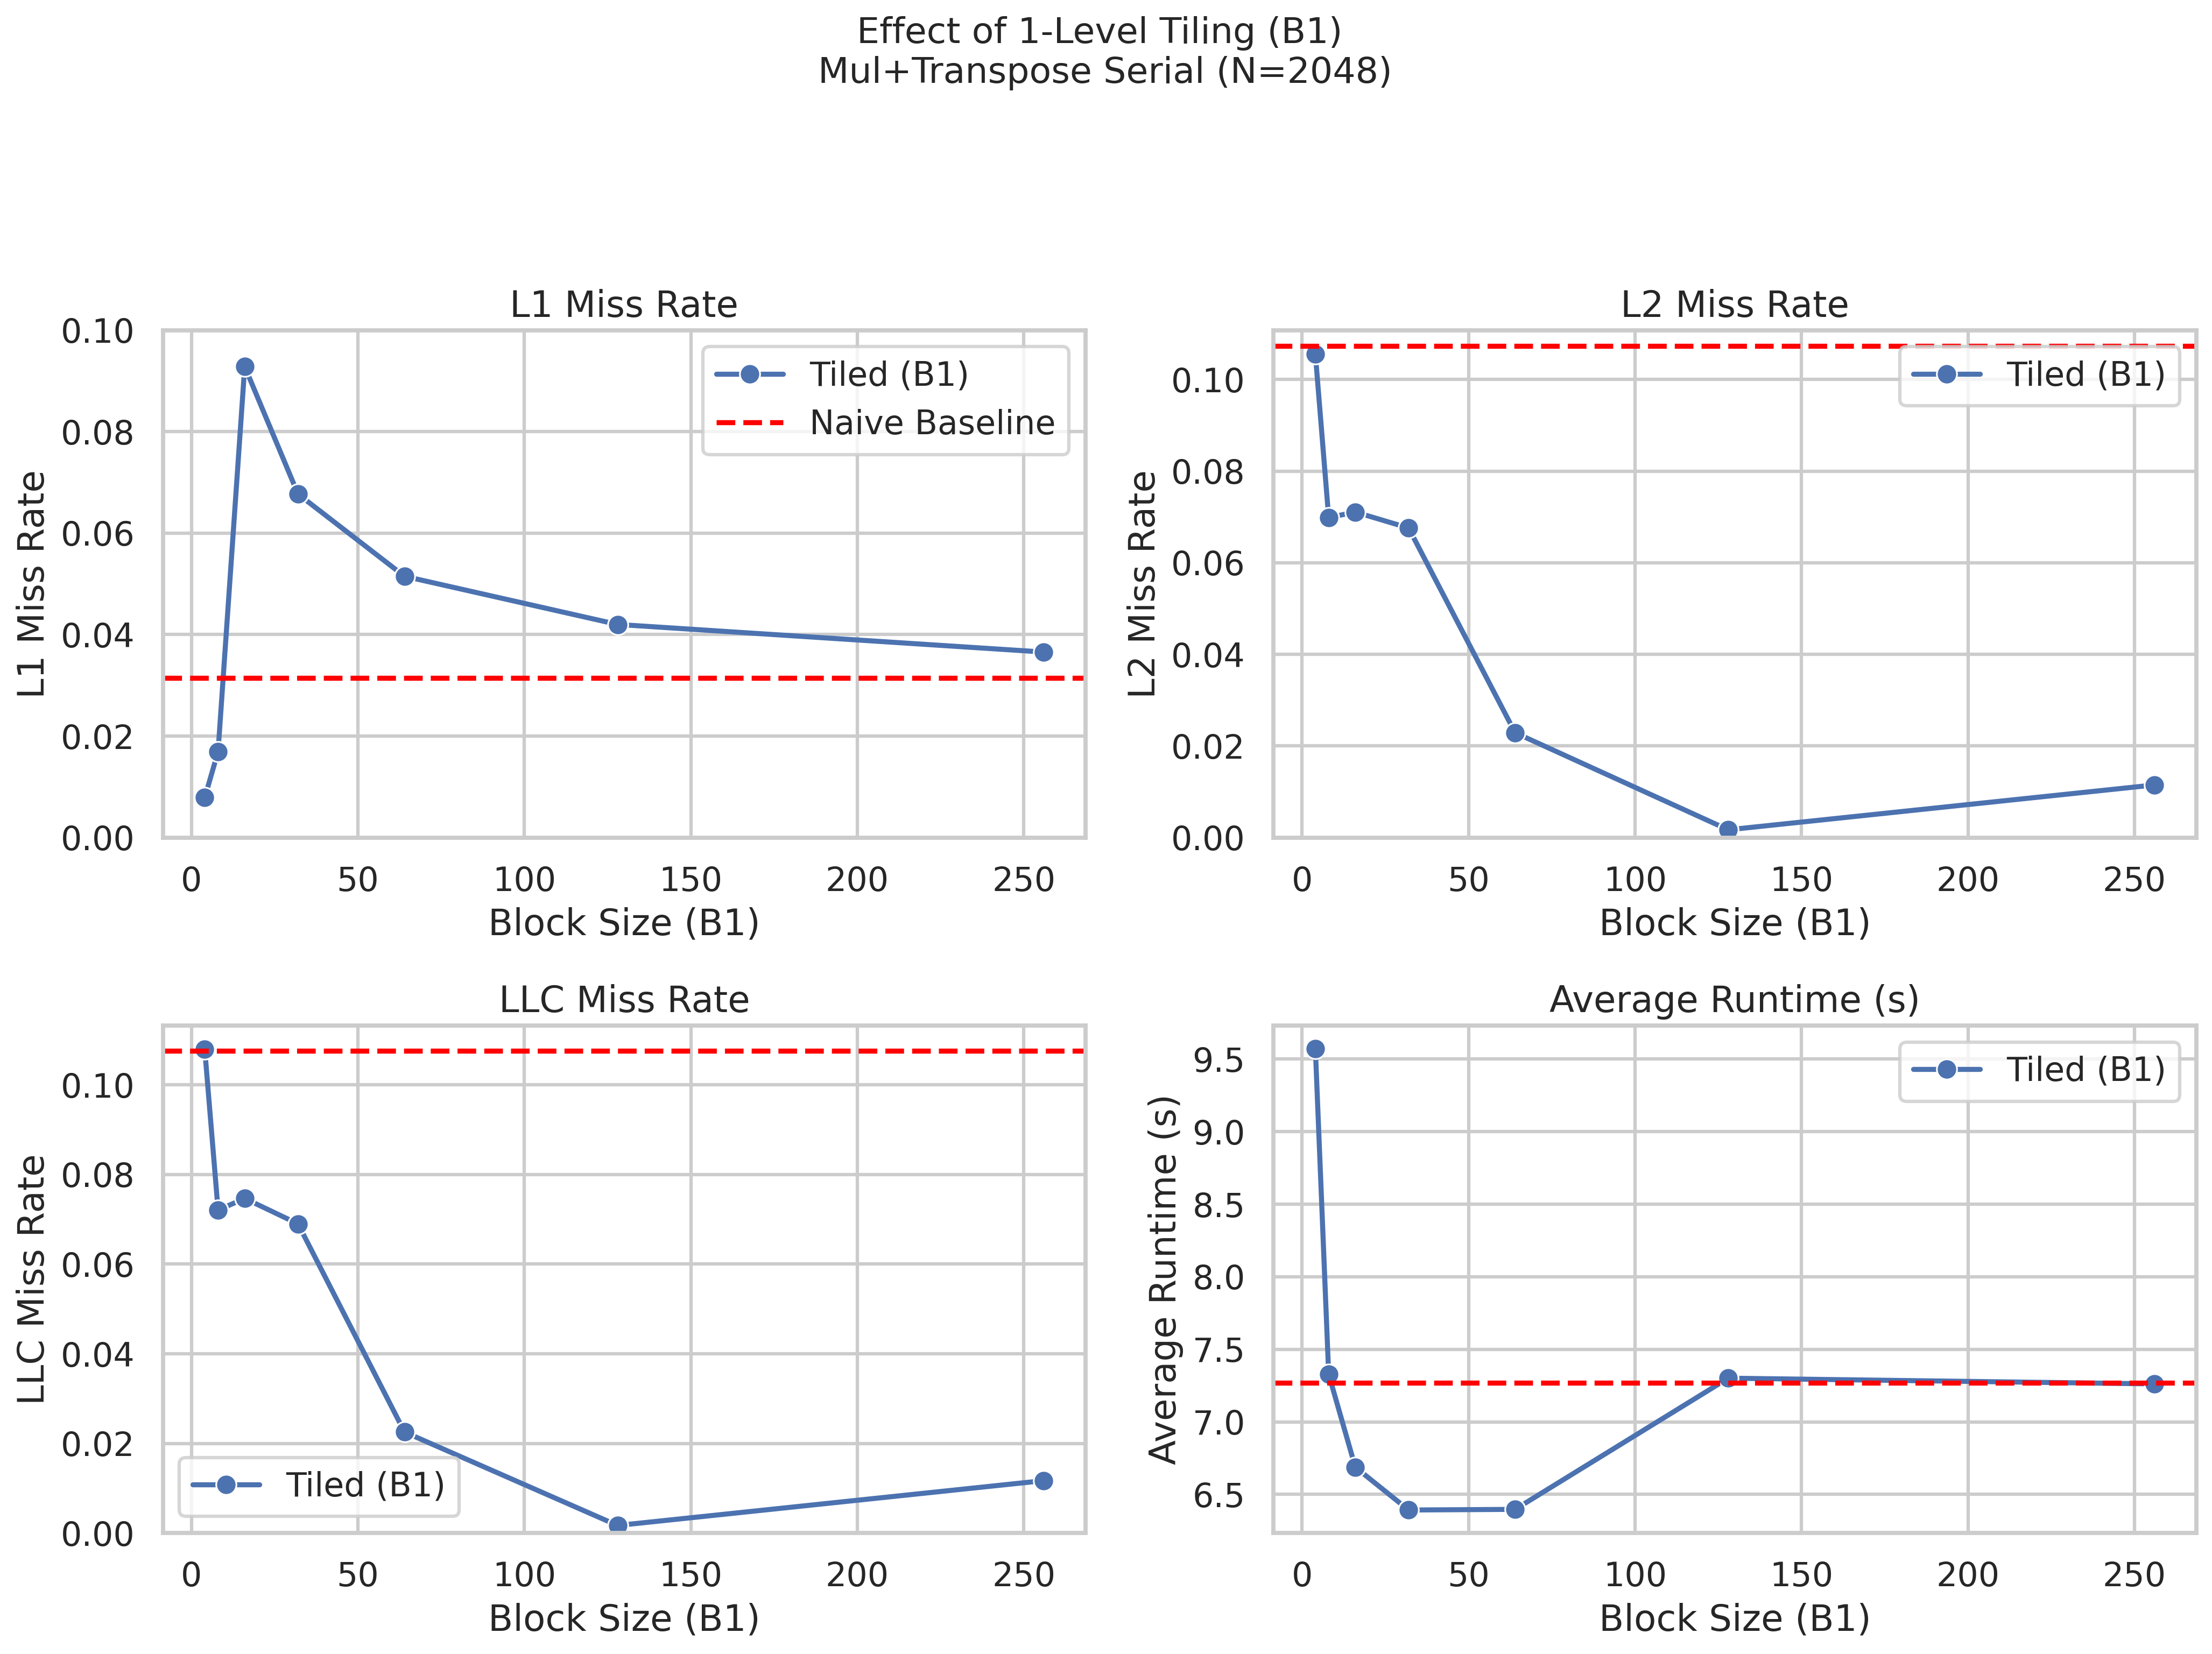 Effect of 1-Level Tiling (B1)
Mul+Transpose Serial (N=2048)
L1 Miss Rate
L1 Miss Rate
0.10
0.08
0.06
0.04
0.02
0.00
Tiled (B1)
Naive Baseline
0 50 100 150 200 250
Block Size (B1)
L2 Miss Rate
L2 Miss Rate
0.10
0.08
0.06
0.04
0.02
0.00
Tiled (B1)
0 50 100 150 200 250
Block Size (B1)
LLC Miss Rate
LLC Miss Rate
0.10
0.08
0.06
0.04
0.02
0.00
Tiled (B1)
0 50 100 150 200 250
Block Size (B1)
Average Runtime (s)
Average Runtime (s)
9.5
9.0
8.5
8.0
7.5
7.0
6.5
Tiled (B1)
0 50 100 150 200 250
Block Size (B1)